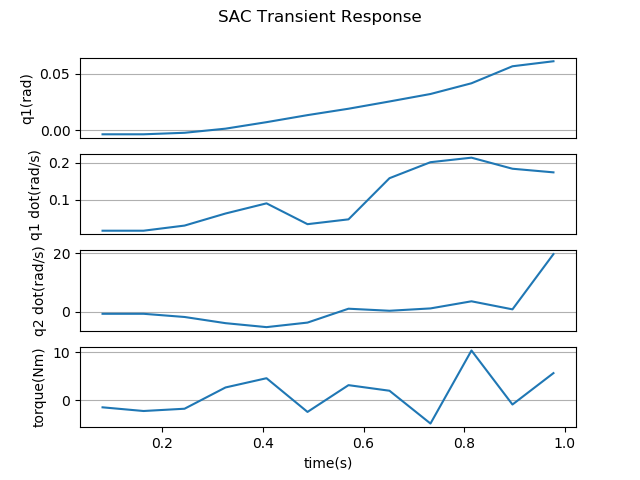 SAC Transient Response
q1(rad)
0.05
0.00
q1 dot(rad/s)
0.2
0.1
q2 dot(rad/s)
20
0
torque(Nm)
10
0
0.2 0.4 0.6 0.8 1.0
time(s)